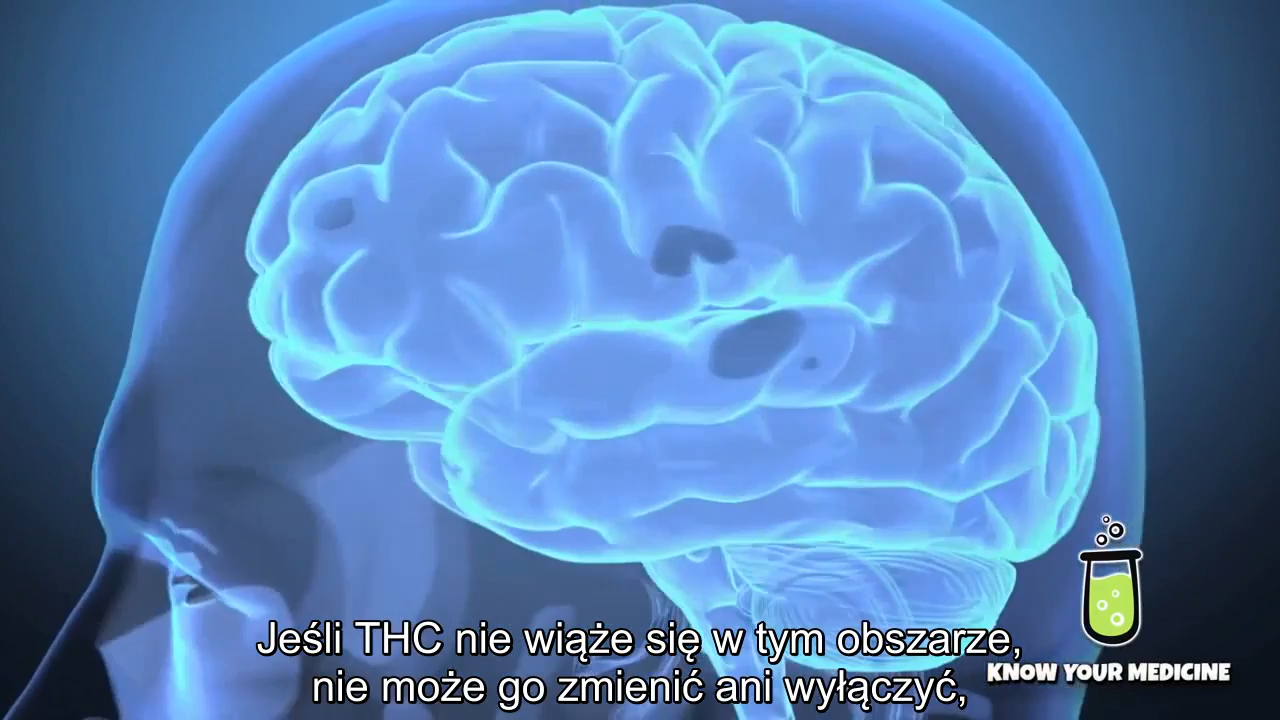 Jeśli THC nie wiąże się w tym obszarze,
nie może go zmienić ani wyłączyć,
KNOW YOUR MEDICINE